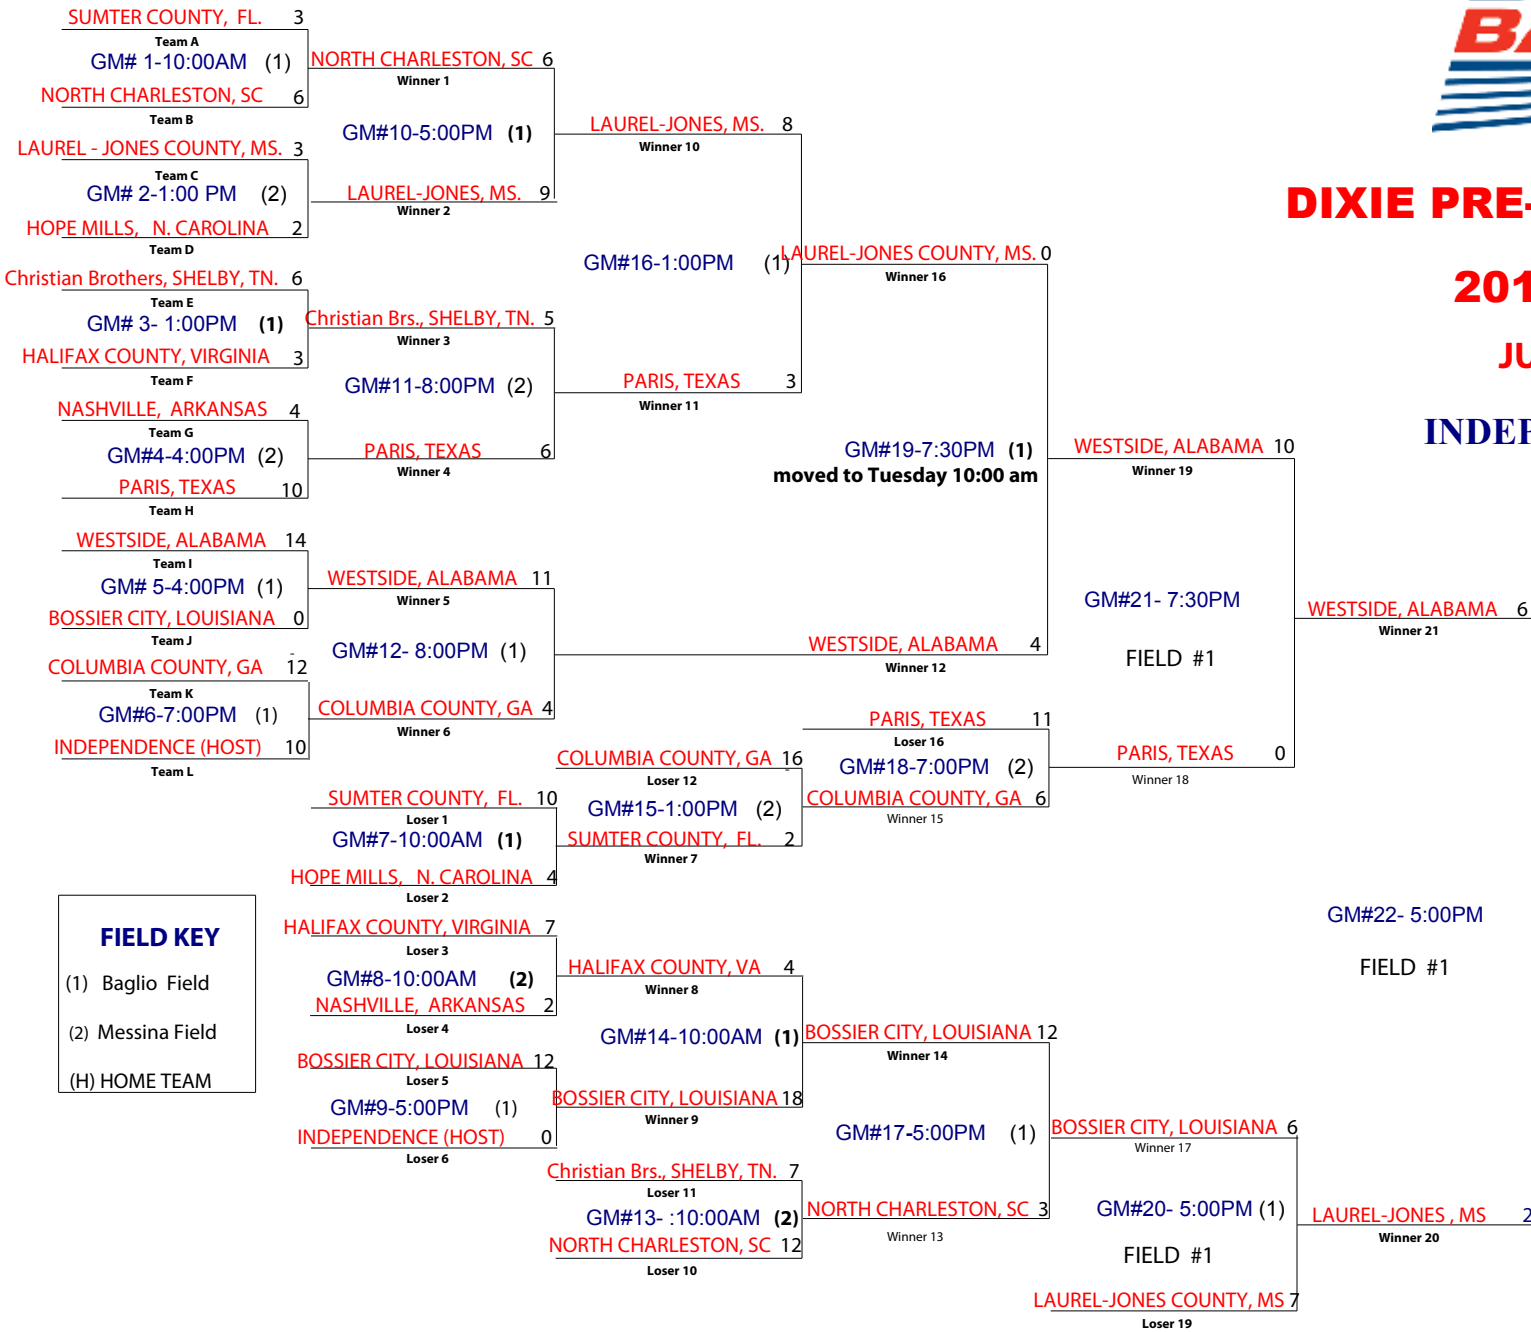 SUMTER COUNTY, FL. 3
Team A
GM# 1-10:00AM (1)
NORTH CHARLESTON, SC 6
Team B
LAUREL - JONES COUNTY, MS. 3
Team C
GM# 2-1:00 PM (2)
HOPE MILLS, N. CAROLINA 2
Team D
Christian Brothers, SHELBY, TN. 6
Team E
GM# 3- 1:00PM (1)
HALIFAX COUNTY, VIRGINIA 3
Team F
NASHVILLE, ARKANSAS 4
Team G
GM#4-4:00PM (2)
PARIS, TEXAS 10
Team H
WESTSIDE, ALABAMA 14
Team I
GM# 5-4:00PM (1)
BOSSIER CITY, LOUISIANA 0
Team J
COLUMBIA COUNTY, GA 12
Team K
GM#6-7:00PM (1)
INDEPENDENCE (HOST) 10
Team L
NORTH CHARLESTON, SC 6
Winner 1
GM#10-5:00PM (1)
LAUREL-JONES, MS. 9
Winner 2
Christian Brs., SHELBY, TN. 5
Winner 3
GM#11-8:00PM (2)
PARIS, TEXAS 6
Winner 4
WESTSIDE, ALABAMA 11
Winner 5
GM#12- 8:00PM (1)
COLUMBIA COUNTY, GA 4
Winner 6
SUMTER COUNTY, FL. 10
Loser 1
GM#7-10:00AM (1)
HOPE MILLS, N. CAROLINA 4
Loser 2
HALIFAX COUNTY, VIRGINIA 7
Loser 3
GM#8-10:00AM (2)
NASHVILLE, ARKANSAS 2
Loser 4
BOSSIER CITY, LOUISIANA 12
Loser 5
GM#9-5:00PM (1)
INDEPENDENCE (HOST) 0
Loser 6
LAUREL-JONES, MS. 8
Winner 10
GM#16-1:00PM (1)
PARIS, TEXAS 3
Winner 11
COLUMBIA COUNTY, GA 16
Loser 12
GM#15-1:00PM (2)
SUMTER COUNTY, FL. 2
Winner 7
HALIFAX COUNTY, VA 4
Winner 8
GM#14-10:00AM (1)
BOSSIER CITY, LOUISIANA 18
Winner 9
Christian Brs., SHELBY, TN. 7
Loser 11
GM#13- :10:00AM (2)
NORTH CHARLESTON, SC 12
Loser 10
LAUREL-JONES COUNTY, MS. 0
Winner 16
GM#19-7:30PM (1)
moved to Tuesday 10:00 am
WESTSIDE, ALABAMA 4
Winner 12
PARIS, TEXAS 11
Loser 16
GM#18-7:00PM (2)
COLUMBIA COUNTY, GA 6
Winner 15
BOSSIER CITY, LOUISIANA 12
Winner 14
GM#17-5:00PM (1)
NORTH CHARLESTON, SC 3
Winner 13
WESTSIDE, ALABAMA 10
Winner 19
GM#21- 7:30PM
FIELD #1
PARIS, TEXAS 0
Winner 18
BOSSIER CITY, LOUISIANA 6
Winner 17
GM#20- 5:00PM (1)
FIELD #1
LAUREL-JONES COUNTY, MS 7
Loser 19
WESTSIDE, ALABAMA 6
Winner 21
GM#22- 5:00PM
FIELD #1
LAUREL-JONES , MS 2
Winner 20
BA
DIXIE PRE-
201
JU
INDEP
FIELD KEY
(1) Baglio Field
(2) Messina Field
(H) HOME TEAM